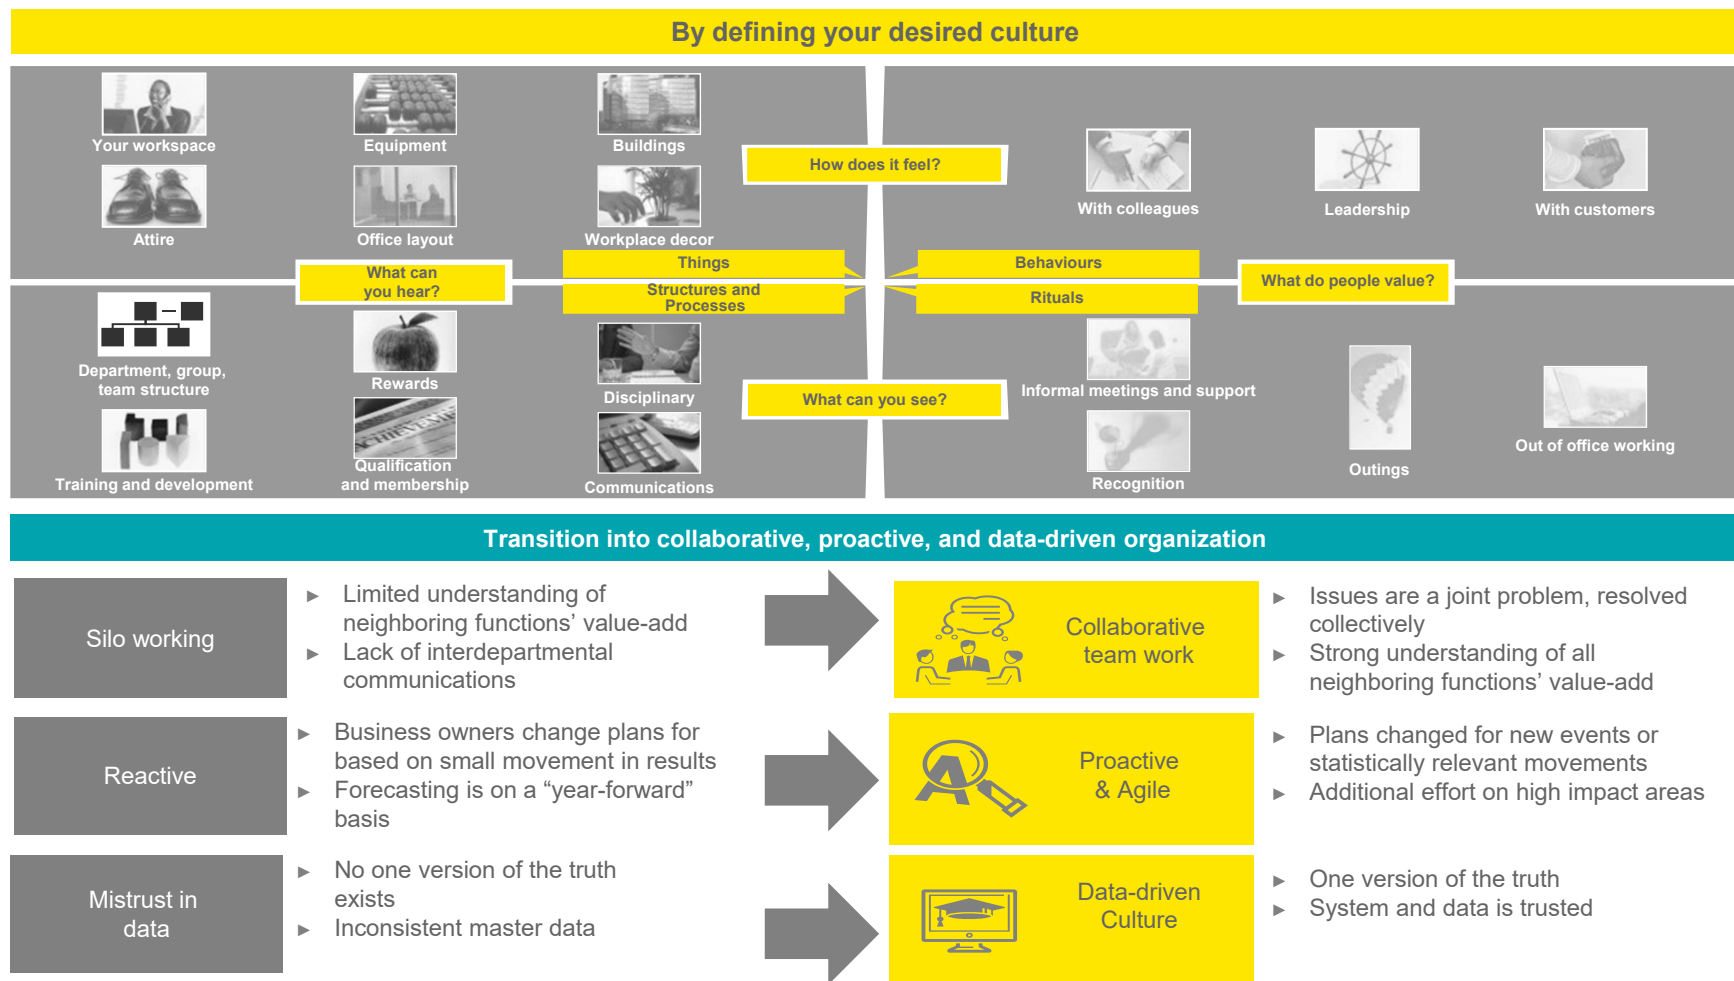 By defining your desired culture
Your workspace
Equipment
Buildings
Attire
Office layout
Workplace decor
How does it feel?
With colleagues
Leadership
With customers
Things
Behaviours
What can
you hear?
Structures and
Processes
Rituals
What do people value?
Department, group,
team structure
Rewards
Disciplinary
ACHIEVEMENT
Training and development
Qualification
and membership
Communications
What can you see?
Informal meetings and support
Recognition
Outings
Out of office working
Transition into collaborative, proactive, and data-driven organization
Silo working
► Limited understanding of
neighboring functions’ value-add
► Lack of interdepartmental
communications
Collaborative
team work
► Issues are a joint problem, resolved
collectively
► Strong understanding of all
neighboring functions’ value-add
Reactive
► Business owners change plans for
based on small movement in results
► Forecasting is on a “year-forward”
basis
A
Proactive
& Agile
► Plans changed for new events or
statistically relevant movements
► Additional effort on high impact areas
Mistrust in
data
► No one version of the truth
exists
► Inconsistent master data
Data-driven
Culture
► One version of the truth
► System and data is trusted